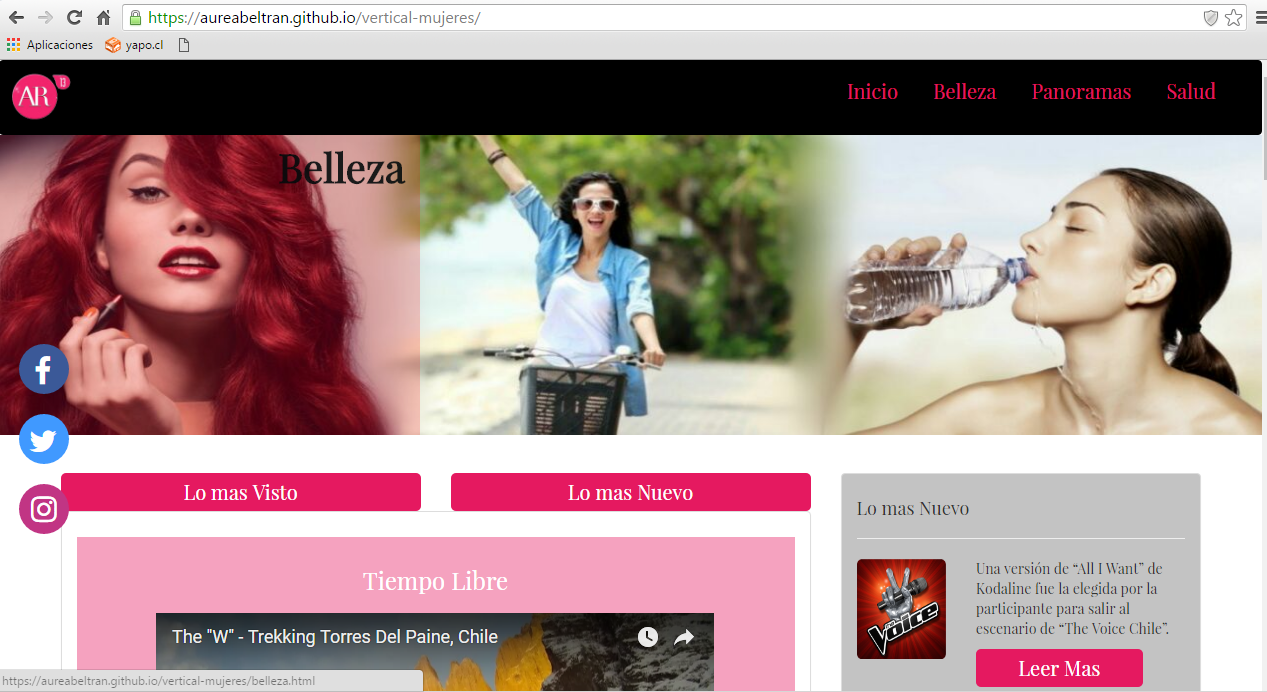 https://aureabeltran.github.io/vertical-mujeres/
Aplicaciones yapo.cl
AR 13
Inicio Belleza Panoramas Salud
Belleza
Lo mas Visto
Lo mas Nuevo
Tiempo Libre
The "W" - Trekking Torres Del Paine, Chile
Lo mas Nuevo
THE Voice
Una versión de “All I Want” de
Kodaline fue la elegida por la
participante para salir al
escenario de “The Voice Chile”.
Leer Mas
https://aureabeltran.github.io/vertical-mujeres/belleza.html